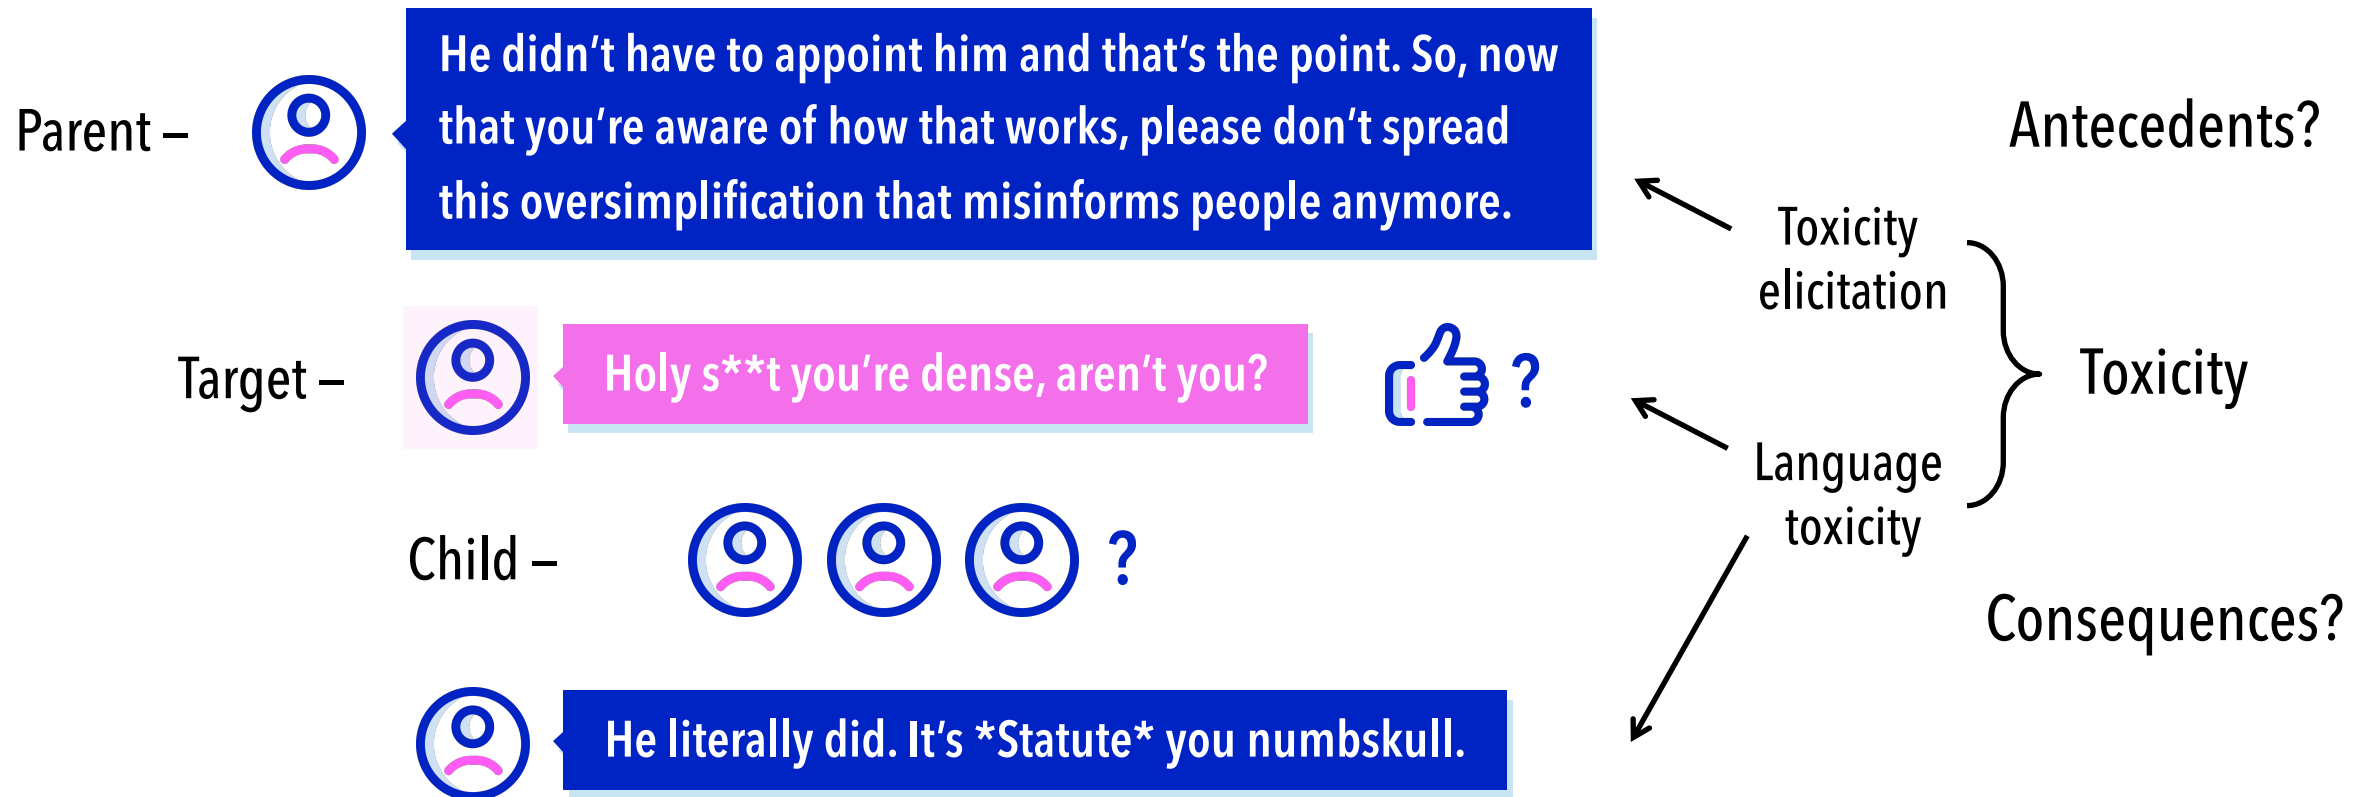 Parent –
He didn’t have to appoint him and that’s the point. So, now
that you’re aware of how that works, please don’t spread
this oversimplification that misinforms people anymore.
Antecedents?
Toxicity
elicitation
Target –
Holy s**t you’re dense, aren’t you?
?
Toxicity
Language
toxicity
Child –
?
Consequences?
He literally did. It’s *Statute* you numbskull.